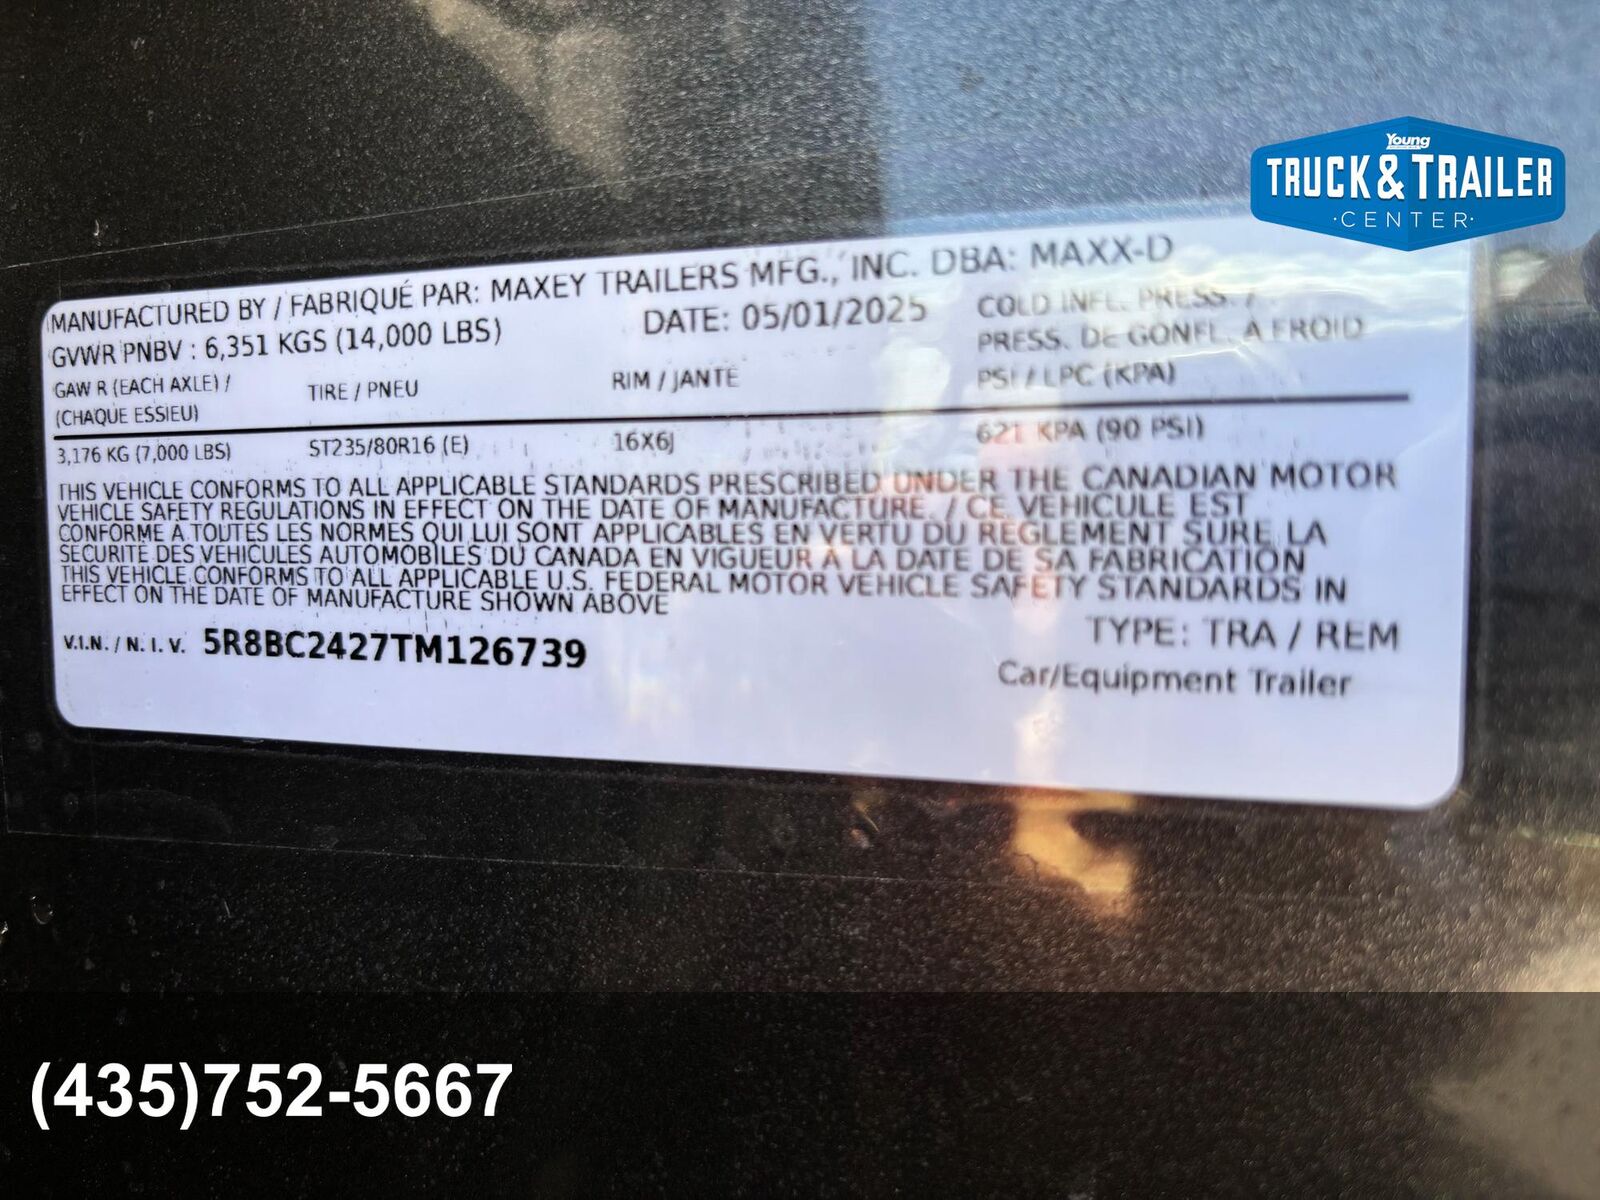 Young
TRUCK & TRAILER
·CENTER·
MANUFACTURED BY / FABRIQUÉ PAR: MAXEY TRAILERS MFG., INC. DBA: MAXX-D
GVWR PNBV : 6,351 KGS (14,000 LBS) DATE: 05/01/2025 COLD INFL. PRESS. /
PRESS. DE GONFL. A FROID
GAW R (EACH AXLE) / TIRE / PNEU RIM / JANTE PSI / LPC (KPA)
(CHAQUE ESSIEU)
3,176 KG (7,000 LBS) ST235/80R16 (E) 16X6J 621 KPA (90 PSI)
THIS VEHICLE CONFORMS TO ALL APPLICABLE STANDARDS PRESCRIBED UNDER THE CANADIAN MOTOR
VEHICLE SAFETY REGULATIONS IN EFFECT ON THE DATE OF MANUFACTURE. / CE VEHICULE EST
CONFORME À TOUTES LES NORMES QUI LUI SONT APPLICABLES EN VERTU DU RÈGLEMENT SURE LA
SECURITE DES VEHICULES AUTOMOBILES DU CANADA EN VIGUEUR À LA DATE DE SA FABRICATION
THIS VEHICLE CONFORMS TO ALL APPLICABLE U.S. FEDERAL MOTOR VEHICLE SAFETY STANDARDS IN
EFFECT ON THE DATE OF MANUFACTURE SHOWN ABOVE
V.I.N. / N. I. V. 5R8BC2427TM126739 TYPE: TRA / REM
Car/Equipment Trailer
(435)752-5667